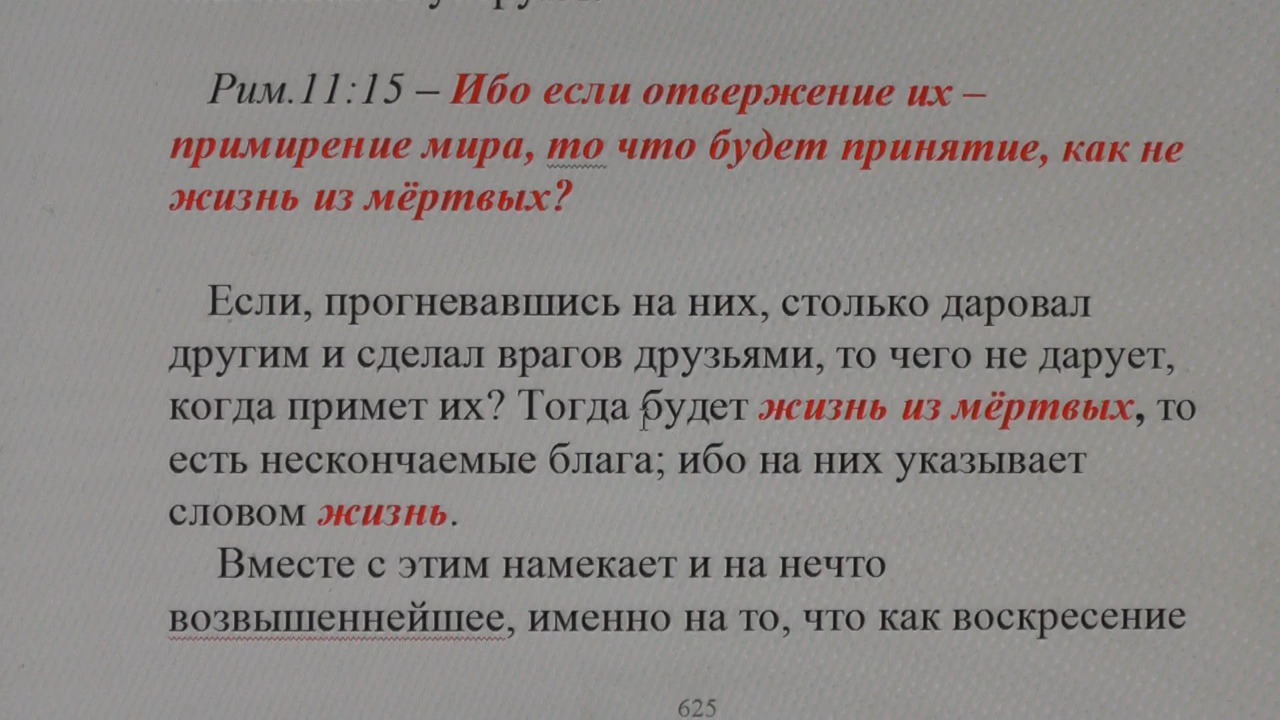 Рим.11:15 – Ибо если отвержение их –
примирение мира, то что будет принятие, как не
жизнь из мёртвых?
Если, прогневавшись на них, столько даровал
другим и сделал врагов друзьями, то чего не дарует,
когда примет их? Тогда будет жизнь из мёртвых, то
есть нескончаемые блага; ибо на них указывает
словом жизнь.
Вместе с этим намекает и на нечто
возвышеннейшее, именно на то, что как воскресение
625